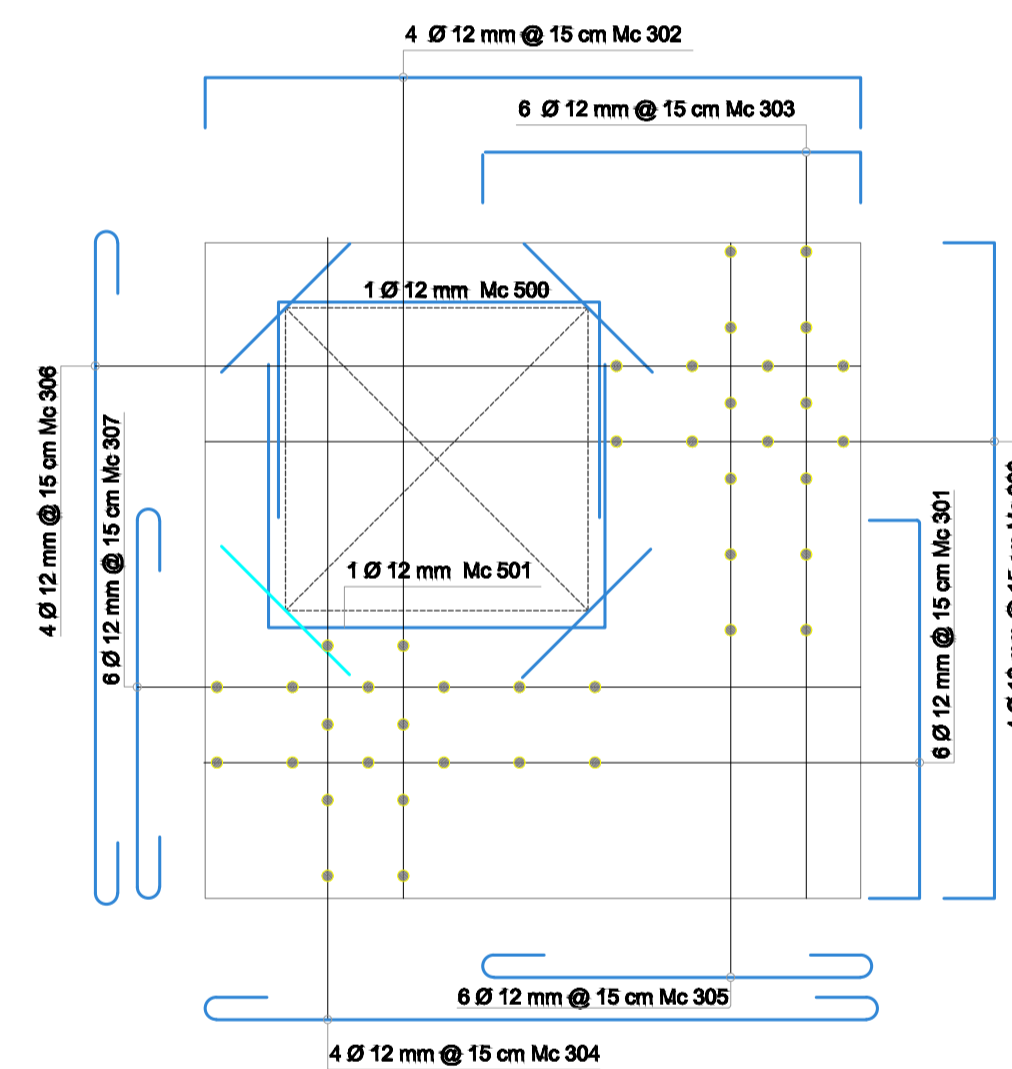 4 Ø 12 mm @ 15 cm Mc 302
6 Ø 12 mm @ 15 cm Mc 303
1 Ø 12 mm Mc 500
4 Ø 12 mm @ 15 cm Mc 306
6 Ø 12 mm @ 15 cm Mc 307
1 Ø 12 mm Mc 501
6 Ø 12 mm @ 15 cm Mc 301
6 Ø 12 mm @ 15 cm Mc 305
4 Ø 12 mm @ 15 cm Mc 304